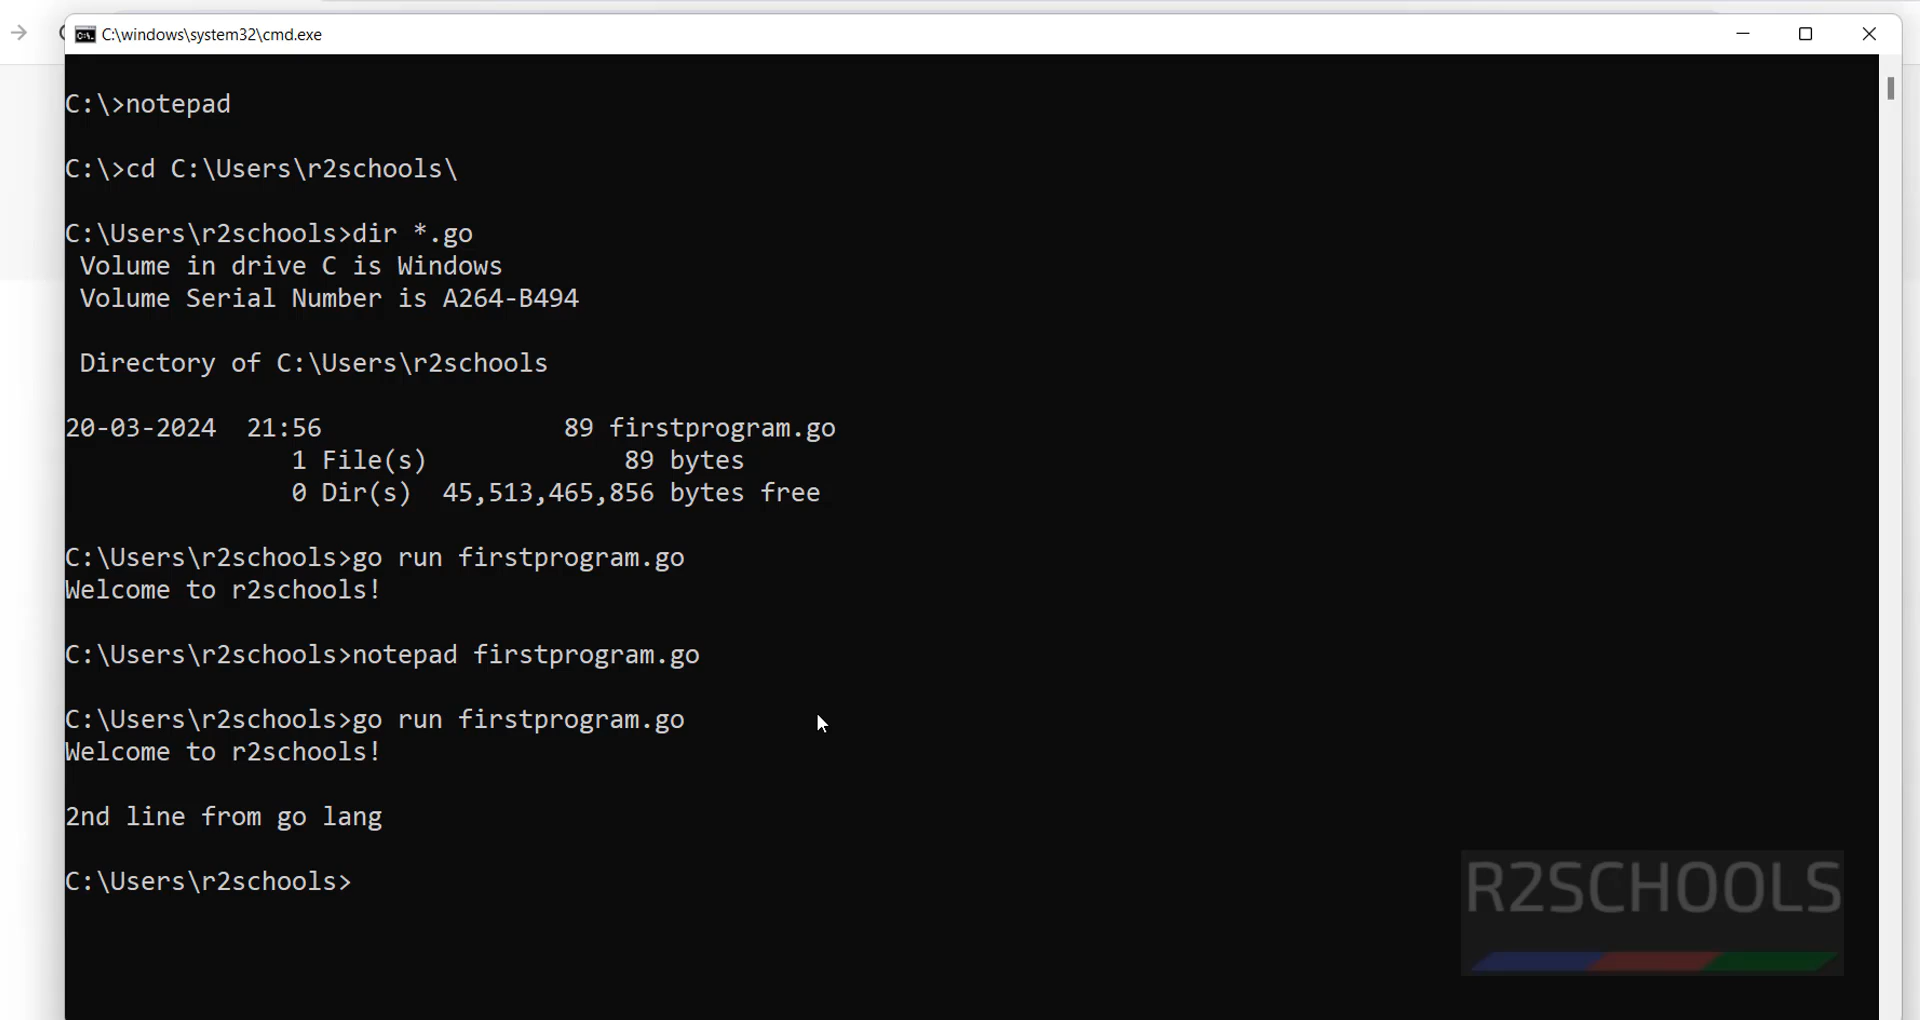 C:\windows\system32\cmd.exe
C:\>notepad
C:\>cd C:\Users\r2schools\
C:\Users\r2schools>dir *.go
Volume in drive C is Windows
Volume Serial Number is A264-B494
Directory of C:\Users\r2schools
20-03-2024  21:56                89 firstprogram.go
1 File(s)             89 bytes
0 Dir(s)  45,513,465,856 bytes free
C:\Users\r2schools>go run firstprogram.go
Welcome to r2schools!
C:\Users\r2schools>notepad firstprogram.go
C:\Users\r2schools>go run firstprogram.go
Welcome to r2schools!
2nd line from go lang
C:\Users\r2schools>
R2SCHOOLS